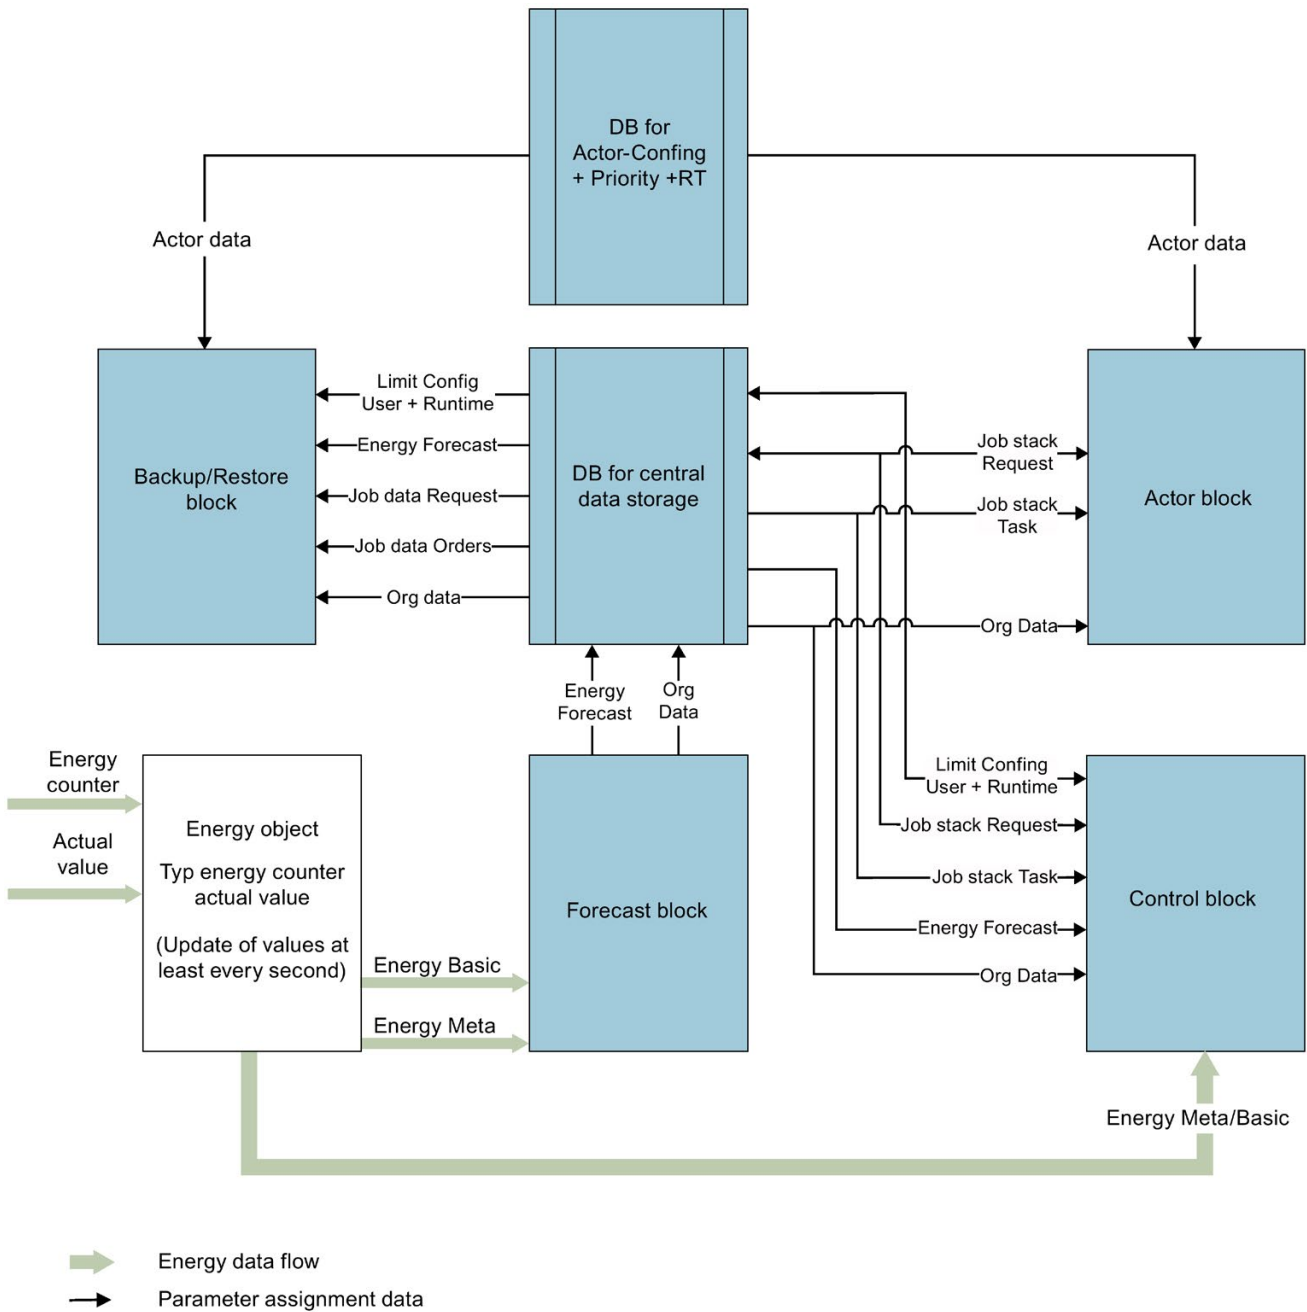 DB for
Actor-Confing
+ Priority +RT
Actor data
Actor data
Limit Config
User + Runtime
Energy Forecast
Job data Request
Job data Orders
Org data
Backup/Restore
block
DB for central
data storage
Job stack
Request
Job stack
Task
Org Data
Actor block
Energy
Forecast
Org
Data
Energy
counter
Actual
value
Energy object
Typ energy counter
actual value
(Update of values at
least every second)
Energy Basic
Energy Meta
Forecast block
Limit Confing
User + Runtime
Job stack Request
Job stack Task
Energy Forecast
Org Data
Control block
Energy Meta/Basic
Energy data flow
Parameter assignment data